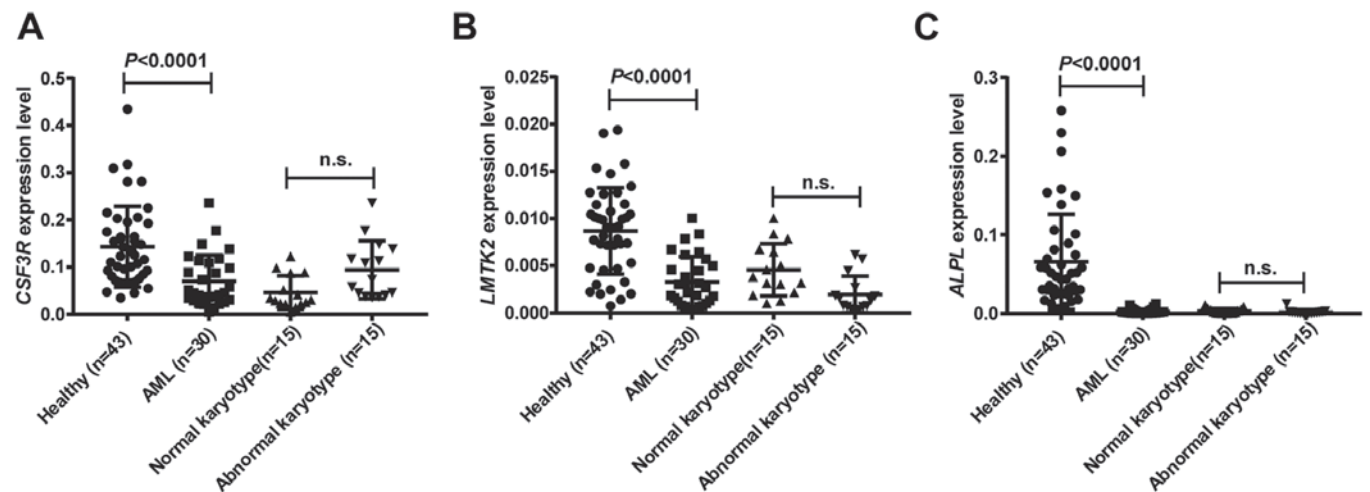 A
B
C
P<0.0001
P<0.0001
P<0.0001
n.s.
n.s.
n.s.
CSF3R expression level
0.5
0.4
0.3
0.2
0.1
0.0
Healthy (n=43)
AML (n=30)
Normal karyotype(n=15)
Abnormal karyotype (n=15)
LMTK2 expression level
0.025
0.020
0.015
0.010
0.005
0.000
Healthy (n=43)
AML (n=30)
Normal karyotype(n=15)
Abnormal karyotype (n=15)
ALPL expression level
0.3
0.2
0.1
0.0
Healthy (n=43)
AML (n=30)
Normal karyotype(n=15)
Abnormal karyotype (n=15)